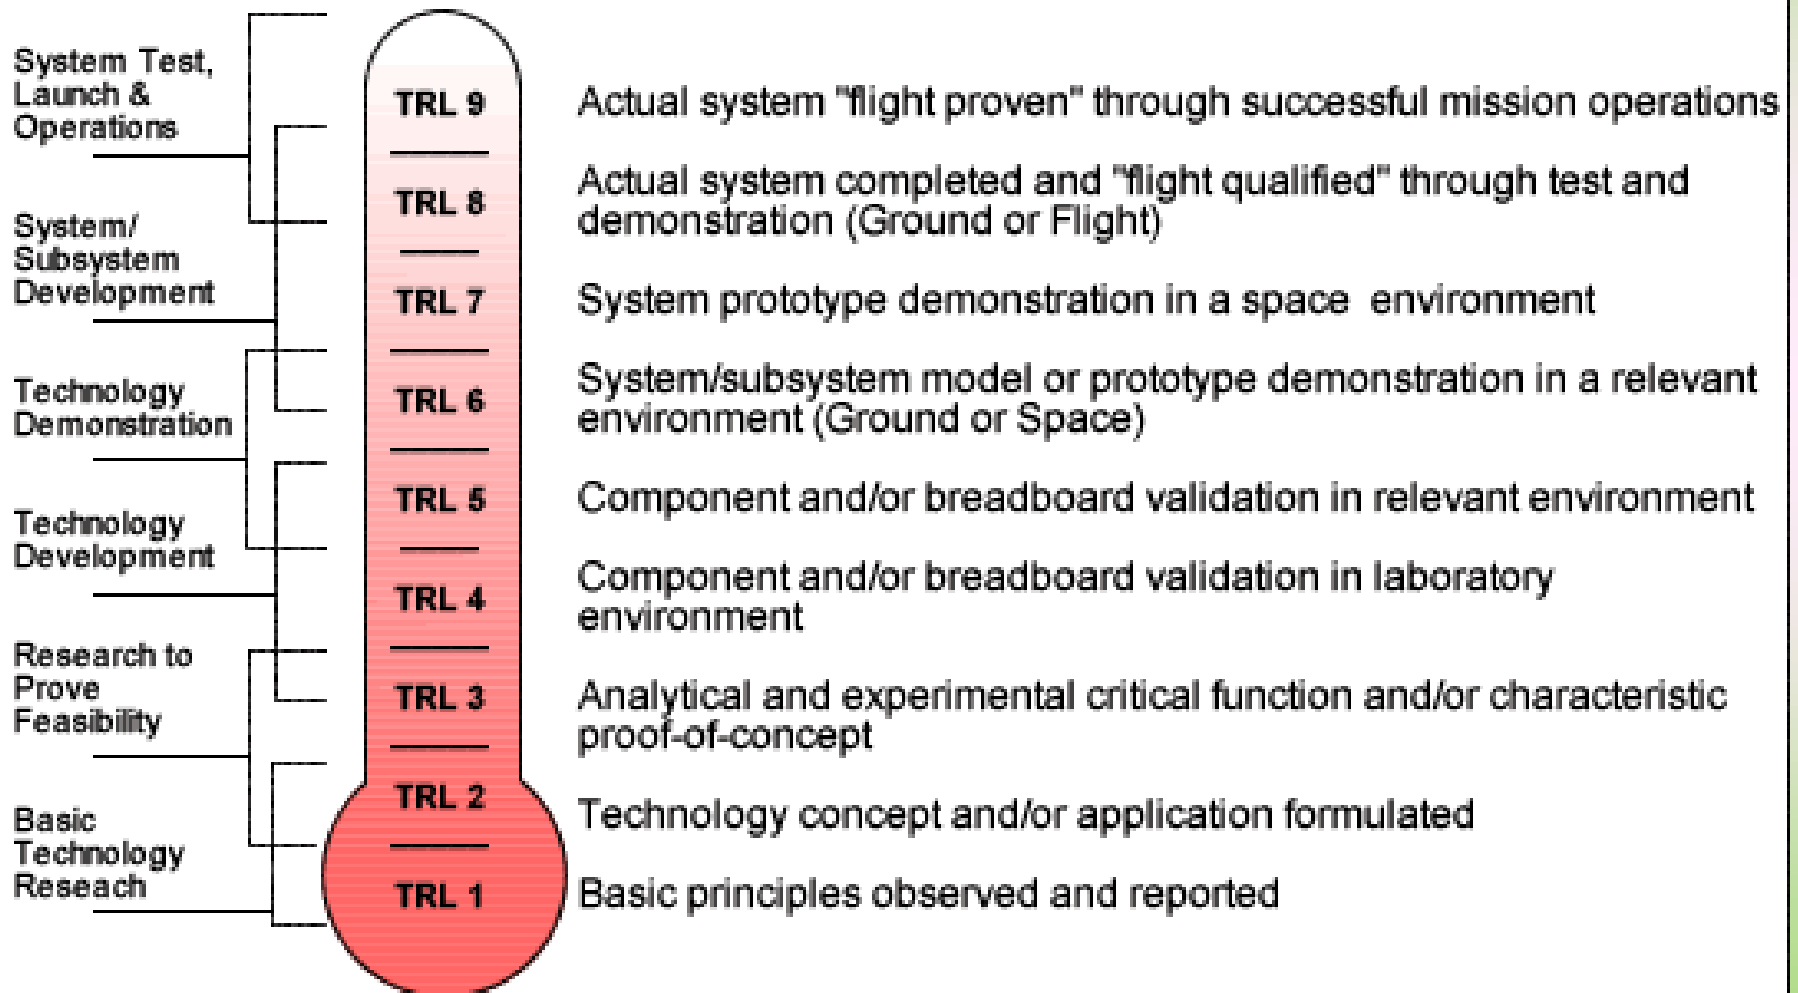 System Test,
Launch &
Operations
System/
Subsystem
Development
Technology
Demonstration
Technology
Development
Research to
Prove
Feasibility
Basic
Technology
Reseach
TRL 9
TRL 8
TRL 7
TRL 6
TRL 5
TRL 4
TRL 3
TRL 2
TRL 1
Actual system "flight proven" through successful mission operations
Actual system completed and "flight qualified" through test and
demonstration (Ground or Flight)
System prototype demonstration in a space environment
System/subsystem model or prototype demonstration in a relevant
environment (Ground or Space)
Component and/or breadboard validation in relevant environment
Component and/or breadboard validation in laboratory
environment
Analytical and experimental critical function and/or characteristic
proof-of-concept
Technology concept and/or application formulated
Basic principles observed and reported